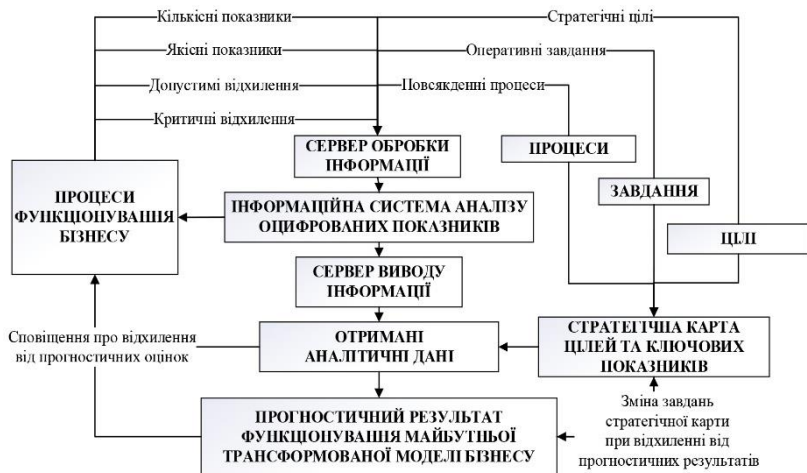 Кількісні показники
Стратегічні цілі
Якісні показники
Оперативні завдання
Допустимі відхилення
Повсякденні процеси
Критичні відхилення
СЕРВЕР ОБРОБКИ
ІНФОРМАЦІЇ
ПРОЦЕСИ
ЗАВДАННЯ
ЦІЛІ
ПРОЦЕСИ
ФУНКЦІОНУВАННЯ
БІЗНЕСУ
ІНФОРМАЦІЙНА СИСТЕМА АНАЛІЗУ
ОЦИФРОВАНИХ ПОКАЗНИКІВ
СЕРВЕР ВИВОДУ
ІНФОРМАЦІЇ
Сповіщення про відхилення
від прогностичних оцінок
ОТРИМАНІ
АНАЛІТИЧНІ ДАНІ
СТРАТЕГІЧНА КАРТА
ЦІЛЕЙ ТА КЛЮЧОВИХ
ПОКАЗНИКІВ
ПРОГНОСТИЧНИЙ РЕЗУЛЬТАТ
ФУНКЦІОНУВАННЯ МАЙБУТНЬОЇ
ТРАНСФОРМОВАНОЇ МОДЕЛІ БІЗНЕСУ
Зміна завдань
стратегічної карти
при відхиленні від
прогностичних результатів